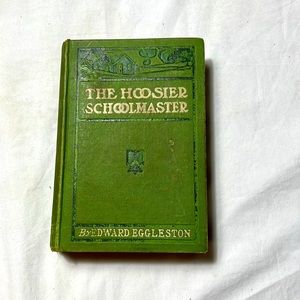 THE HOOSIER
SCHOOLMASTER
By EDWARD EGGLESTON